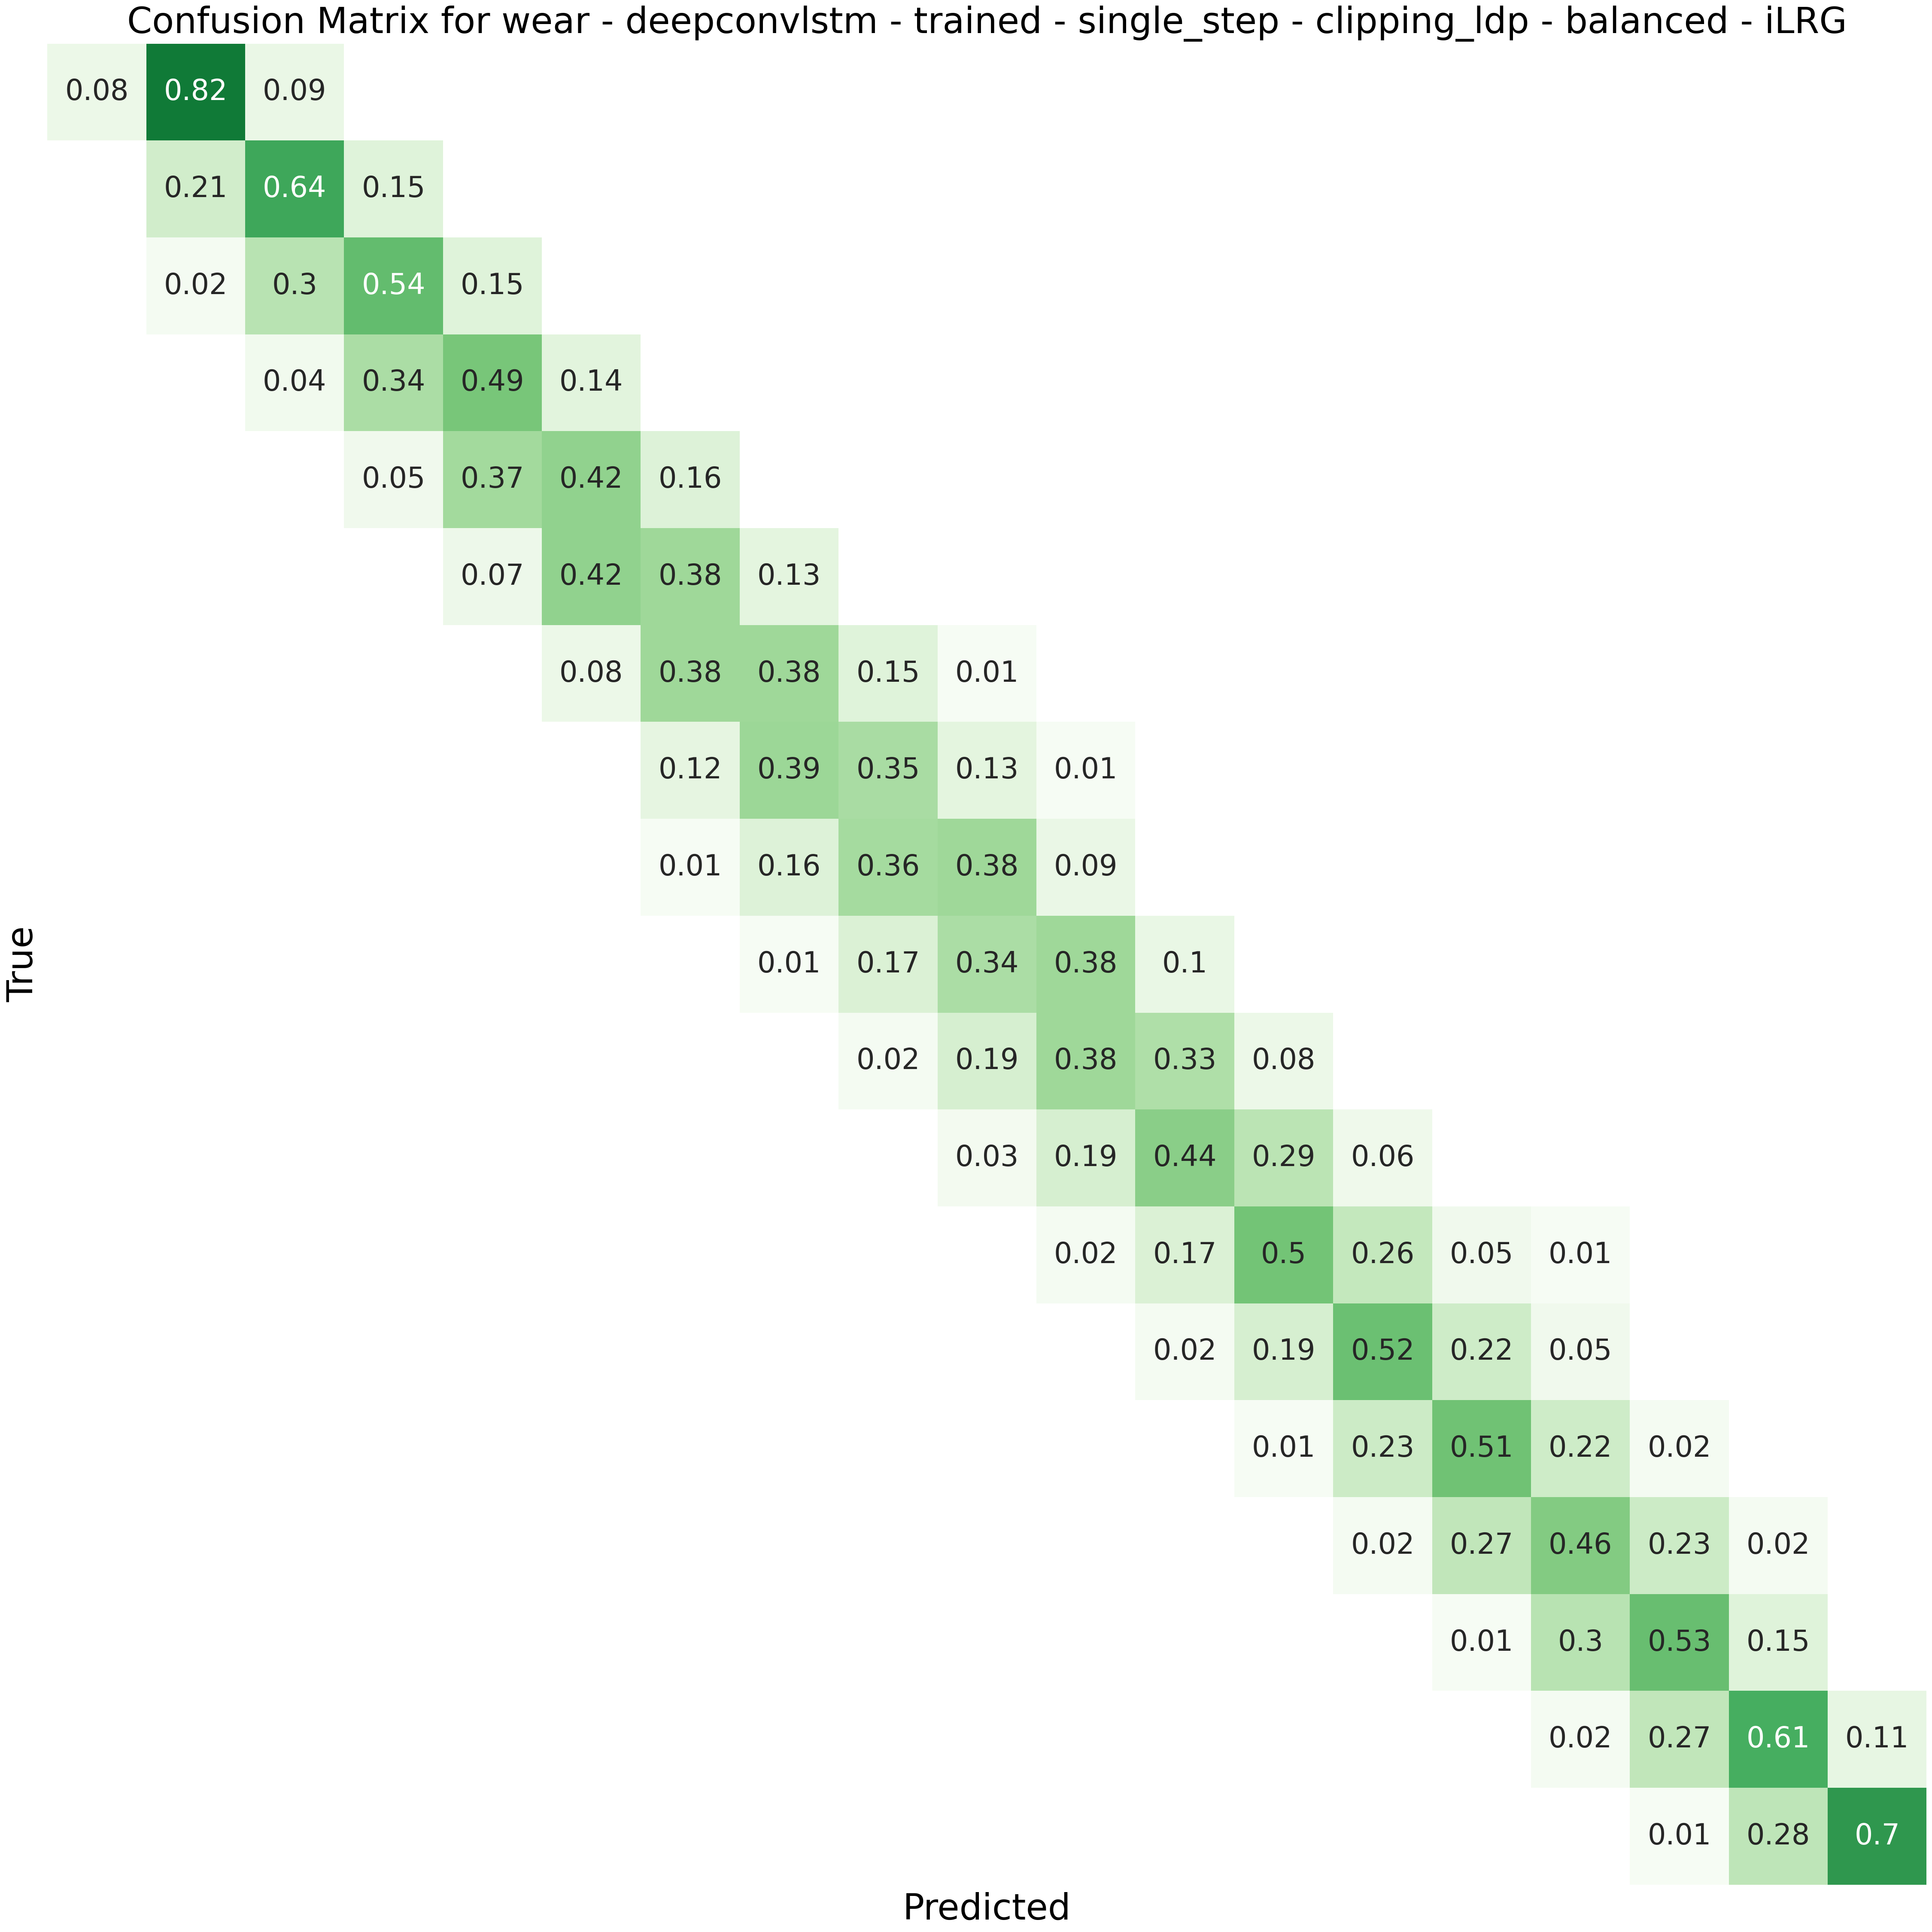 Confusion Matrix for wear - deepconvlstm - trained - single_step - clipping_ldp - balanced - iLRG
0.08 0.82 0.09
0.21 0.64 0.15
0.02 0.3 0.54 0.15
0.04 0.34 0.49 0.14
0.05 0.37 0.42 0.16
0.07 0.42 0.38 0.13
0.08 0.38 0.38 0.15 0.01
0.12 0.39 0.35 0.13 0.01
0.01 0.16 0.36 0.38 0.09
True
0.01 0.17 0.34 0.38 0.1
0.02 0.19 0.38 0.33 0.08
0.03 0.19 0.44 0.29 0.06
0.02 0.17 0.5 0.26 0.05 0.01
0.02 0.19 0.52 0.22 0.05
0.01 0.23 0.51 0.22 0.02
0.02 0.27 0.46 0.23 0.02
0.01 0.3 0.53 0.15
0.02 0.27 0.61 0.11
0.01 0.28 0.7
Predicted